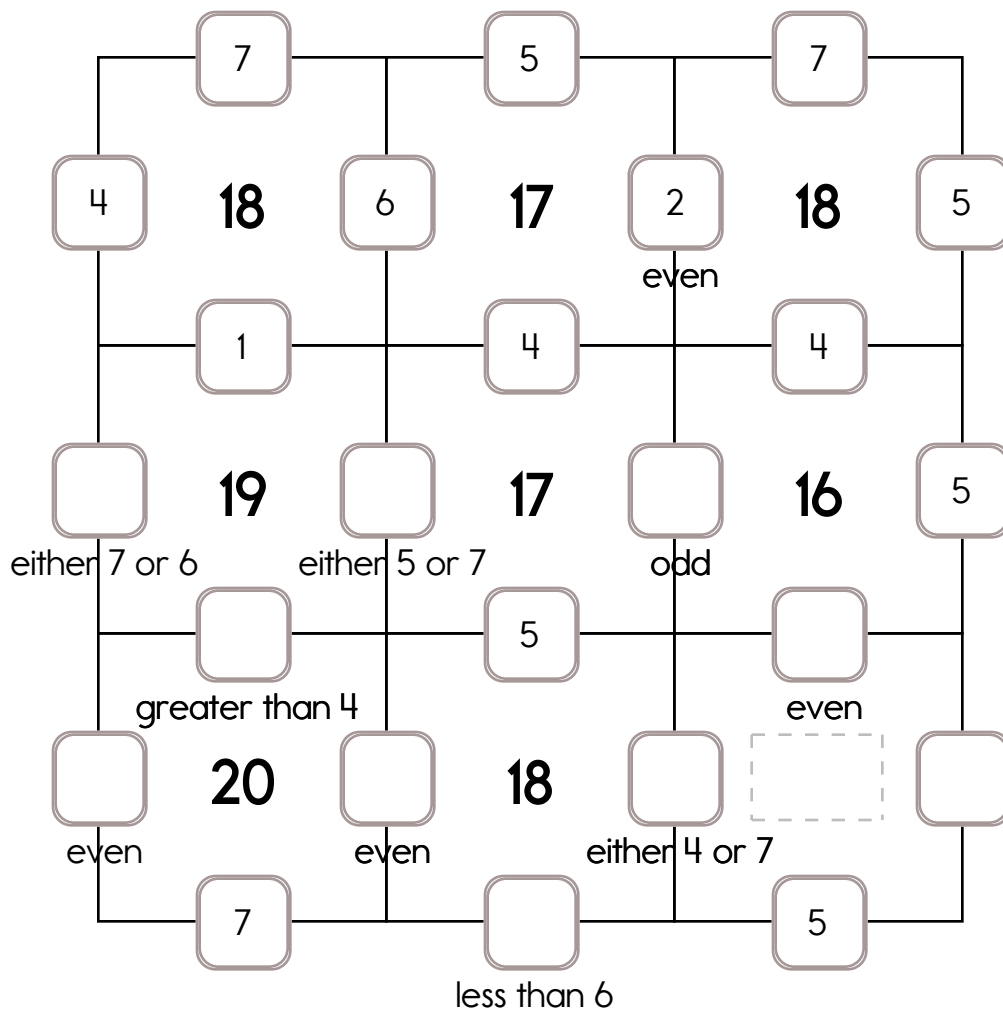 7 5 7
4 18 6 17 2 18 5
even
1 4 4
19 17 16 5
either 7 or 6 either 5 or 7 odd
5
greater than 4 even
20 18
even even either 4 or 7
7 5
less than 6